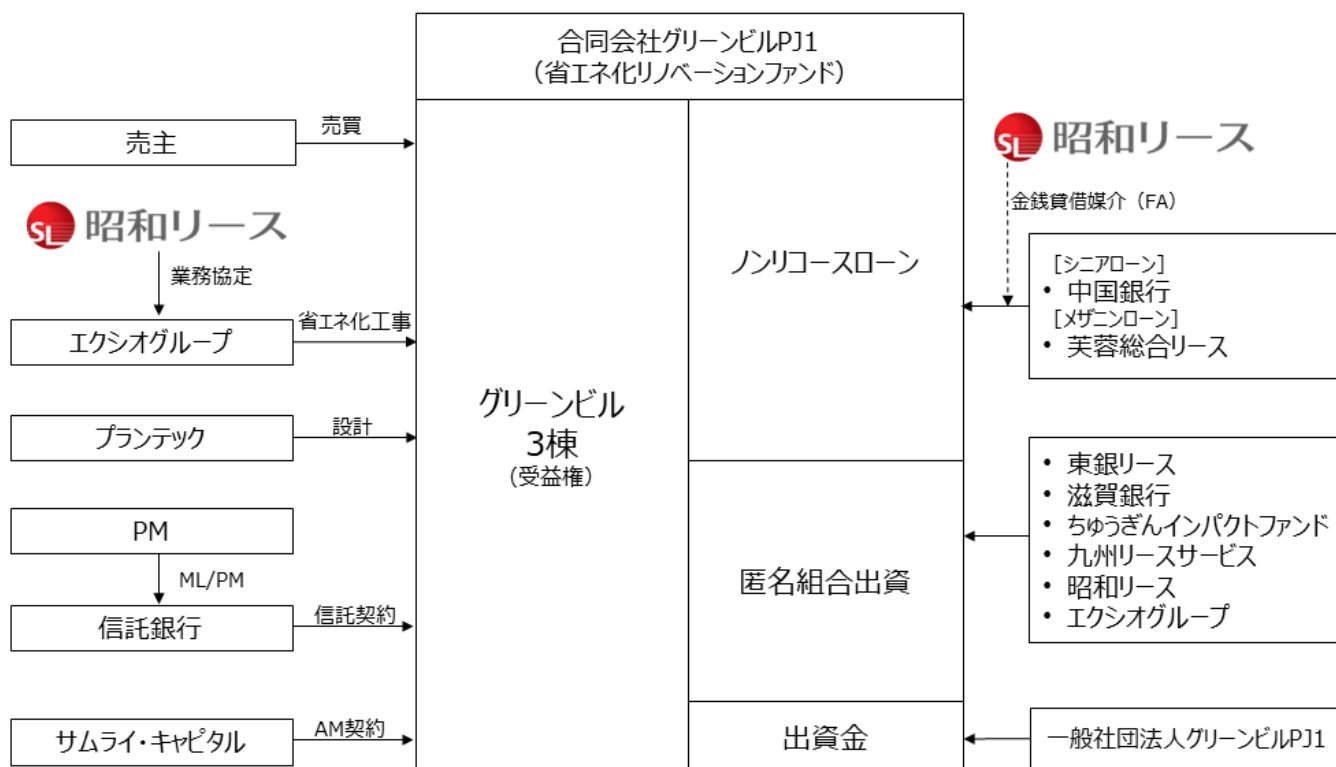 合同会社グリーンビルPJ1
（省エネ化リノベーションファンド）
売主
売買
SL 昭和リース
業務協定
エクシオグループ
省エネ化工事
プランテック
設計
PM
ML/PM
信託銀行
信託契約
サムライ・キャピタル
AM契約
グリーンビル
3棟
（受益権）
ノンリコースローン
匿名組合出資
出資金
SL 昭和リース
金銭貸借媒介（FA）
［シニアローン］
• 中国銀行
［メザニンローン］
• 芙蓉総合リース
• 東銀リース
• 滋賀銀行
• ちゅうぎんインパクトファンド
• 九州リースサービス
• 昭和リース
• エクシオグループ
一般社団法人グリーンビルPJ1